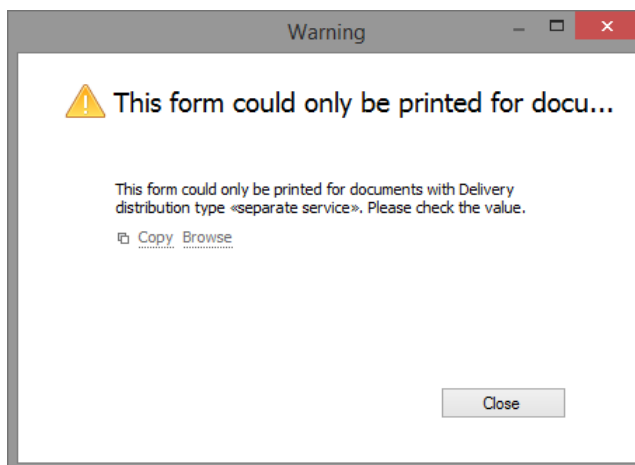 Warning
This form could only be printed for docu...
This form could only be printed for documents with Delivery
distribution type «separate service». Please check the value.
Copy Browse
Close